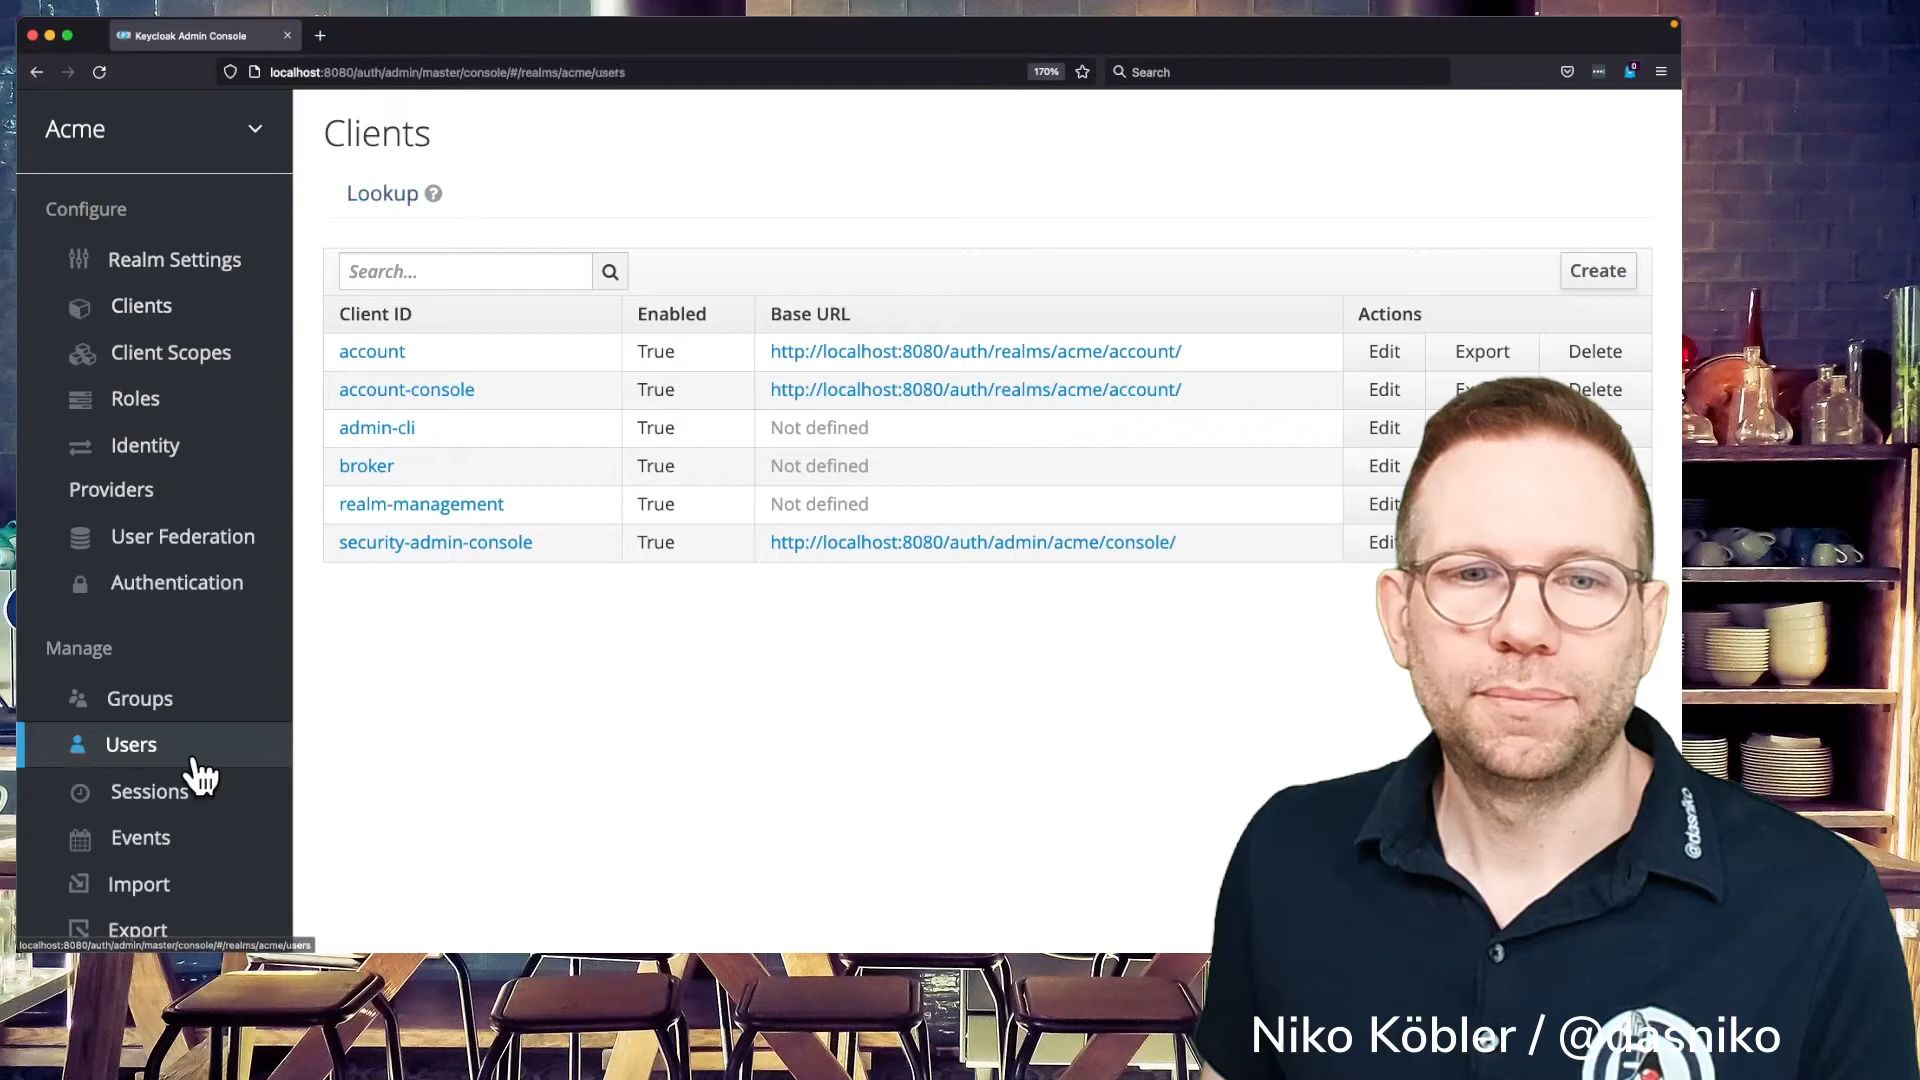 Keycloak Admin Console
localhost:8080/auth/admin/master/console/#/realms/acme/users
170%
Search
0
Acme
Configure
Realm Settings
Clients
Client Scopes
Roles
Identity
Providers
User Federation
Authentication
Manage
Groups
Users
Sessions
Events
Import
Export
localhost:8080/auth/admin/master/console/#/realms/acme/users
Clients
Lookup
Search...
Create
Client ID Enabled Base URL Actions
account True http://localhost:8080/auth/realms/acme/account/ Edit Export Delete
account-console True http://localhost:8080/auth/realms/acme/account/ Edit Delete
admin-cli True Not defined Edit
broker True Not defined Edit
realm-management True Not defined Edit
security-admin-console True http://localhost:8080/auth/admin/acme/console/ Edit
@dasniko
Niko Köbler / @dasniko